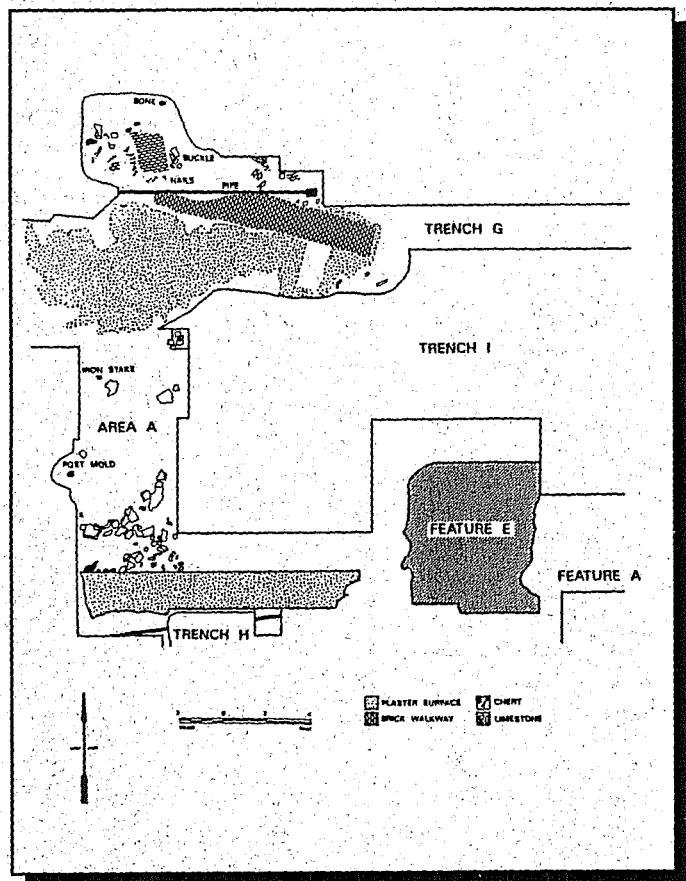 BONE
BUCKLE
NAILS
PIPE
TRENCH G
TRENCH I
IRON STAKE
AREA A
POST MOLD
FEATURE E
FEATURE A
TRENCH H
PLASTER SURFACE
CHERT
BRICK WALKWAY
LIMESTONE